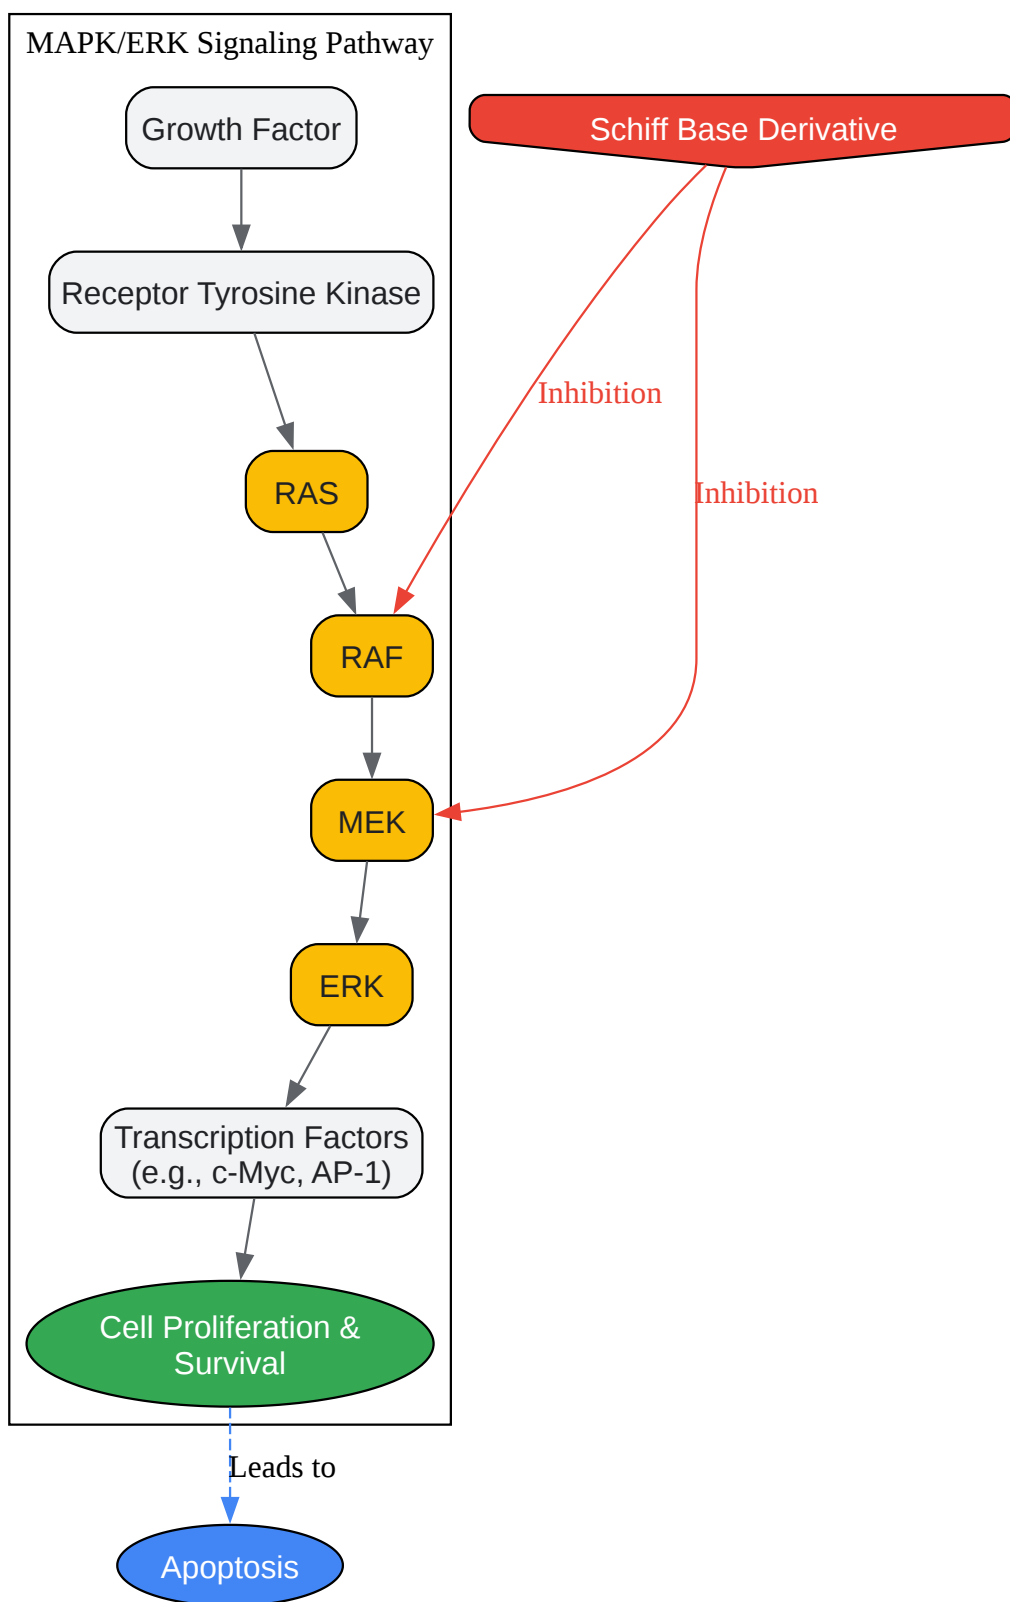 MAPK/ERK Signaling Pathway
Growth Factor
Schiff Base Derivative
Receptor Tyrosine Kinase
Inhibition
RAS
Inhibition
RAF
MEK
ERK
Transcription Factors
(e.g., c-Myc, AP-1)
Cell Proliferation &
Survival
Leads to
Apoptosis